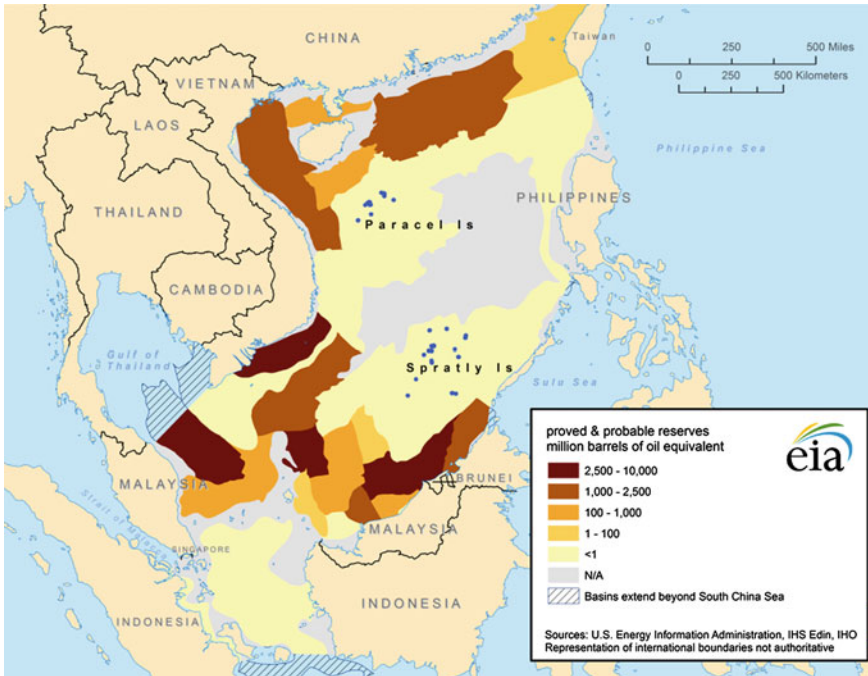 CHINA
Taiwan
0 250 500 Miles
0 250 500 Kilometers
VIETNAM
LAOS
Philippine Sea
THAILAND
PHILIPPINES
Paracel Is
CAMBODIA
Gulf of
Thailand
Spratly Is
Sulu Sea
MALAYSIA
BRUNEI
Strait of Malacca
MALAYSIA
SINGAPORE
INDONESIA
INDONESIA
proved & probable reserves
million barrels of oil equivalent
eia
2,500 - 10,000
1,000 - 2,500
100 - 1,000
1 - 100
<1
N/A
Basins extend beyond South China Sea
Sources: U.S. Energy Information Administration, IHS Edin, IHO
Representation of international boundaries not authoritative